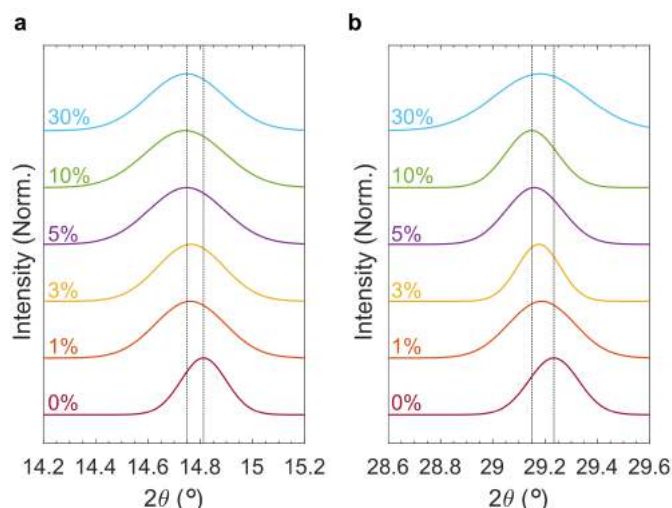 a
Intensity (Norm.)
30%
10%
5%
3%
1%
0%
14.2 14.4 14.6 14.8 15 15.2
2θ (°)
b
Intensity (Norm.)
30%
10%
5%
3%
1%
0%
28.6 28.8 29 29.2 29.4 29.6
2θ (°)